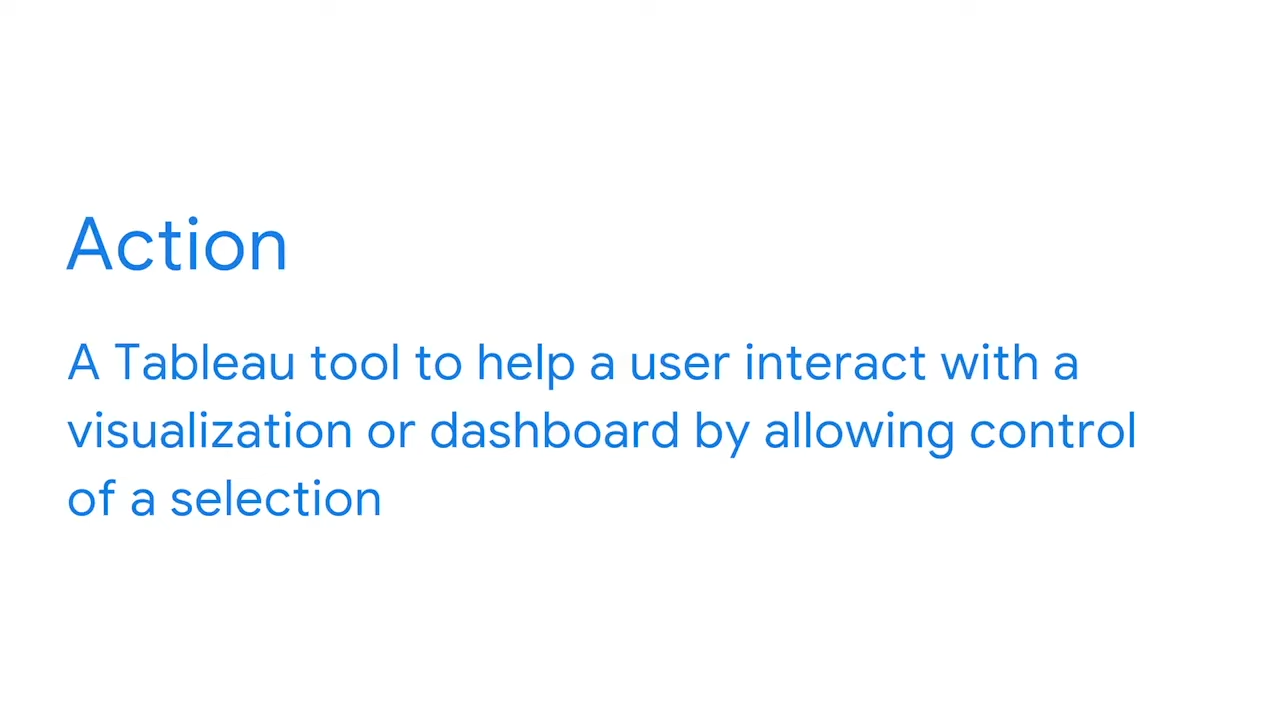 Action
A Tableau tool to help a user interact with a
visualization or dashboard by allowing control
of a selection